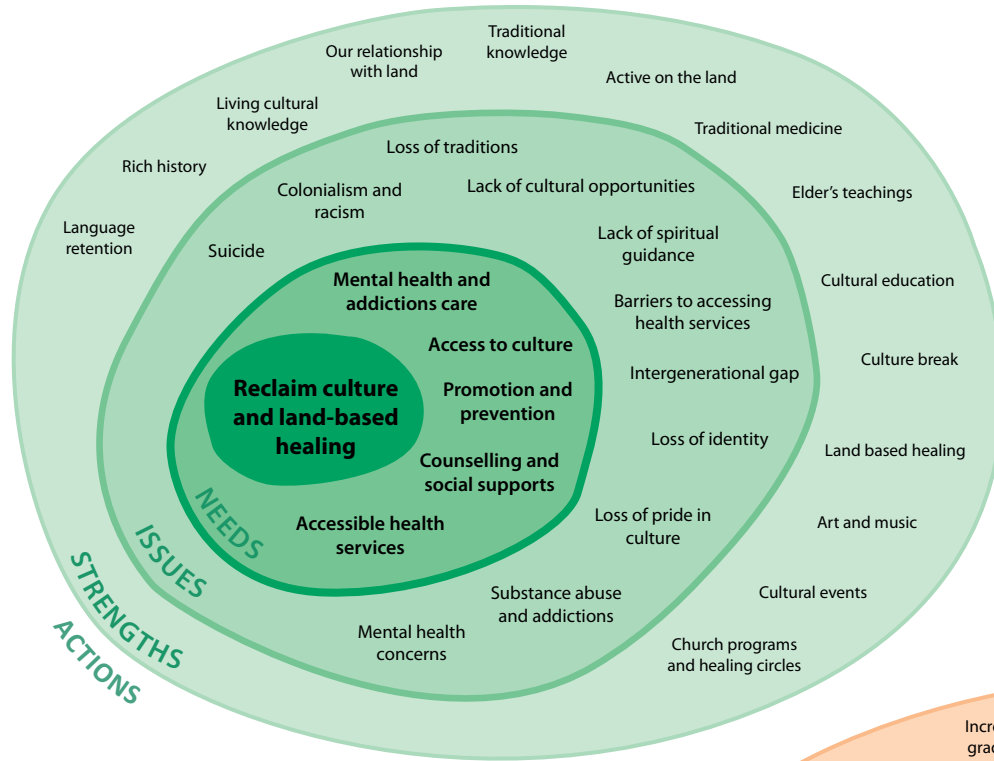 Traditional
knowledge
Our relationship
with land
Active on the land
Living cultural
knowledge
Traditional medicine
Rich history
Elder's teachings
Language
retention
Cultural education
Culture break
Land based healing
Art and music
Cultural events
Church programs
and healing circles
Loss of traditions
Colonialism and
racism
Lack of cultural opportunities
Suicide
Lack of spiritual
guidance
Barriers to accessing
health services
Intergenerational gap
Loss of identity
Loss of pride in
culture
Substance abuse
and addictions
Mental health
concerns
Mental health and
addictions care
Access to culture
Promotion and
prevention
Counselling and
social supports
Accessible health
services
Reclaim culture
and land-based
healing
NEEDS
ISSUES
STRENGTHS
ACTIONS